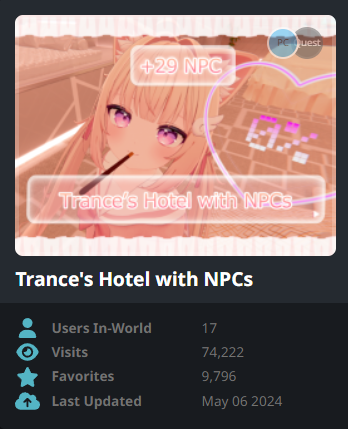 PC Quest
+29 NPC
Trance's Hotel with NPCs
Trance's Hotel with NPCs
Users In-World 17
Visits 74,222
Favorites 9,796
Last Updated May 06 2024